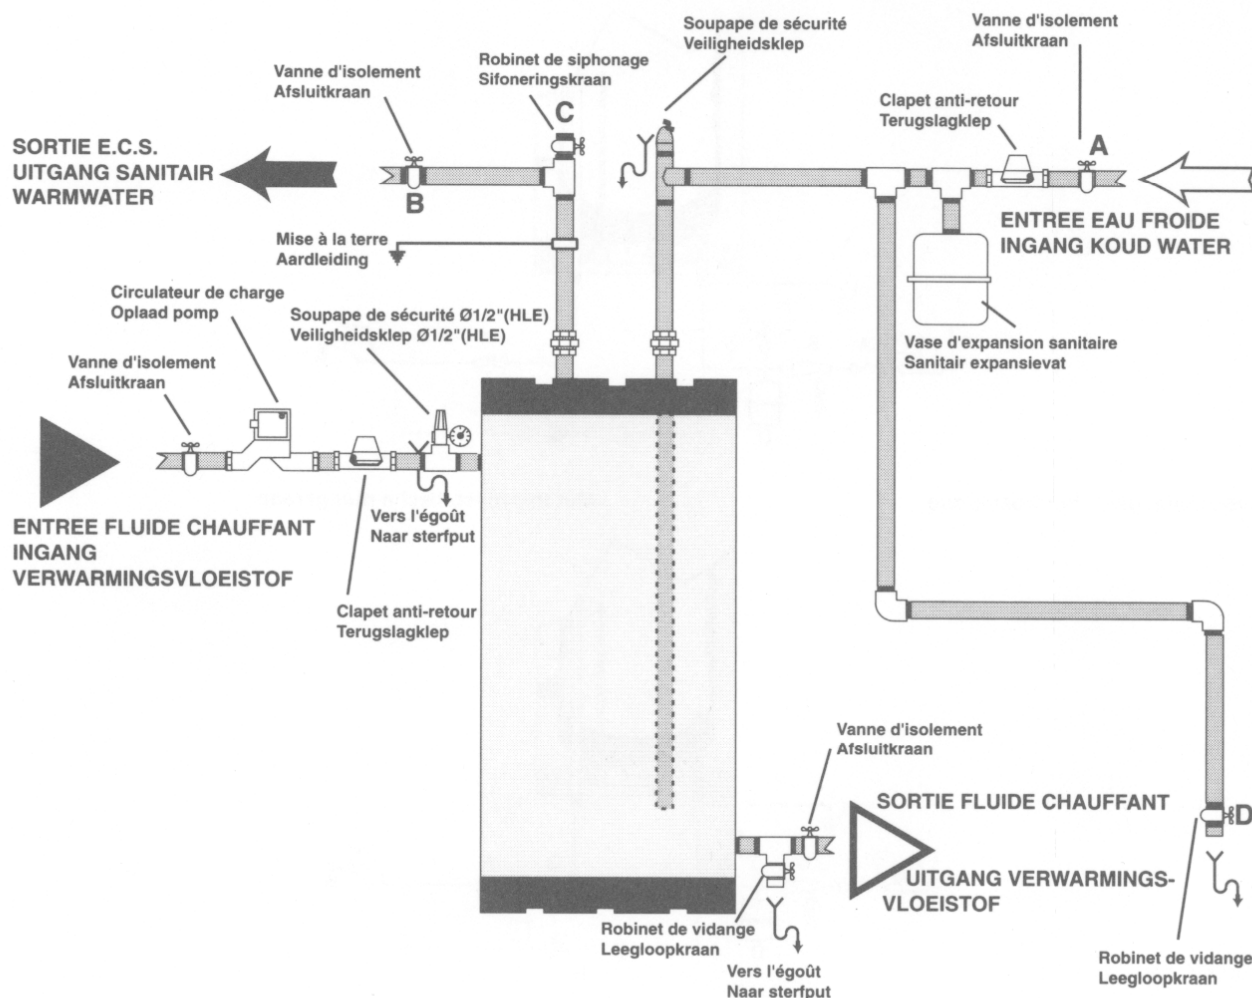 Soupape de sécurité
Veiligheidsklep
Vanne d'isolement
Afsluitkraan
Robinet de siphonage
Sifoneringskraan
Vanne d'isolement
Afsluitkraan
Clapet anti-retour
Terugslagklep
C
A
SORTIE E.C.S.
UITGANG SANITAIR
WARMWATER
B
ENTREE EAU FROIDE
INGANG KOUD WATER
Mise à la terre
Aardleiding
Circulateur de charge
Oplaad pomp
Soupape de sécurité Ø1/2"(HLE)
Veiligheidsklep Ø1/2"(HLE)
Vase d'expansion sanitaire
Sanitair expansievat
Vanne d'isolement
Afsluitkraan
ENTREE FLUIDE CHAUFFANT
INGANG
VERWARMINGSVLOEISTOF
Vers l'égoût
Naar sterfput
Clapet anti-retour
Terugslagklep
Vanne d'isolement
Afsluitkraan
SORTIE FLUIDE CHAUFFANT
D
UITGANG VERWARMINGS-
VLOEISTOF
Robinet de vidange
Leegloopkraan
Vers l'égoût
Naar sterfput
Robinet de vidange
Leegloopkraan